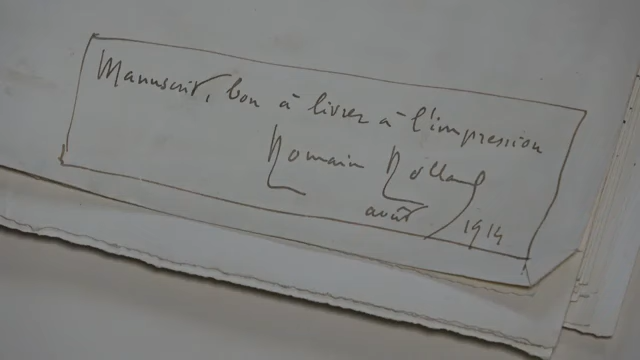 Manuscrit, bon à livrer à l'impression
Romain Rolland
août 1914